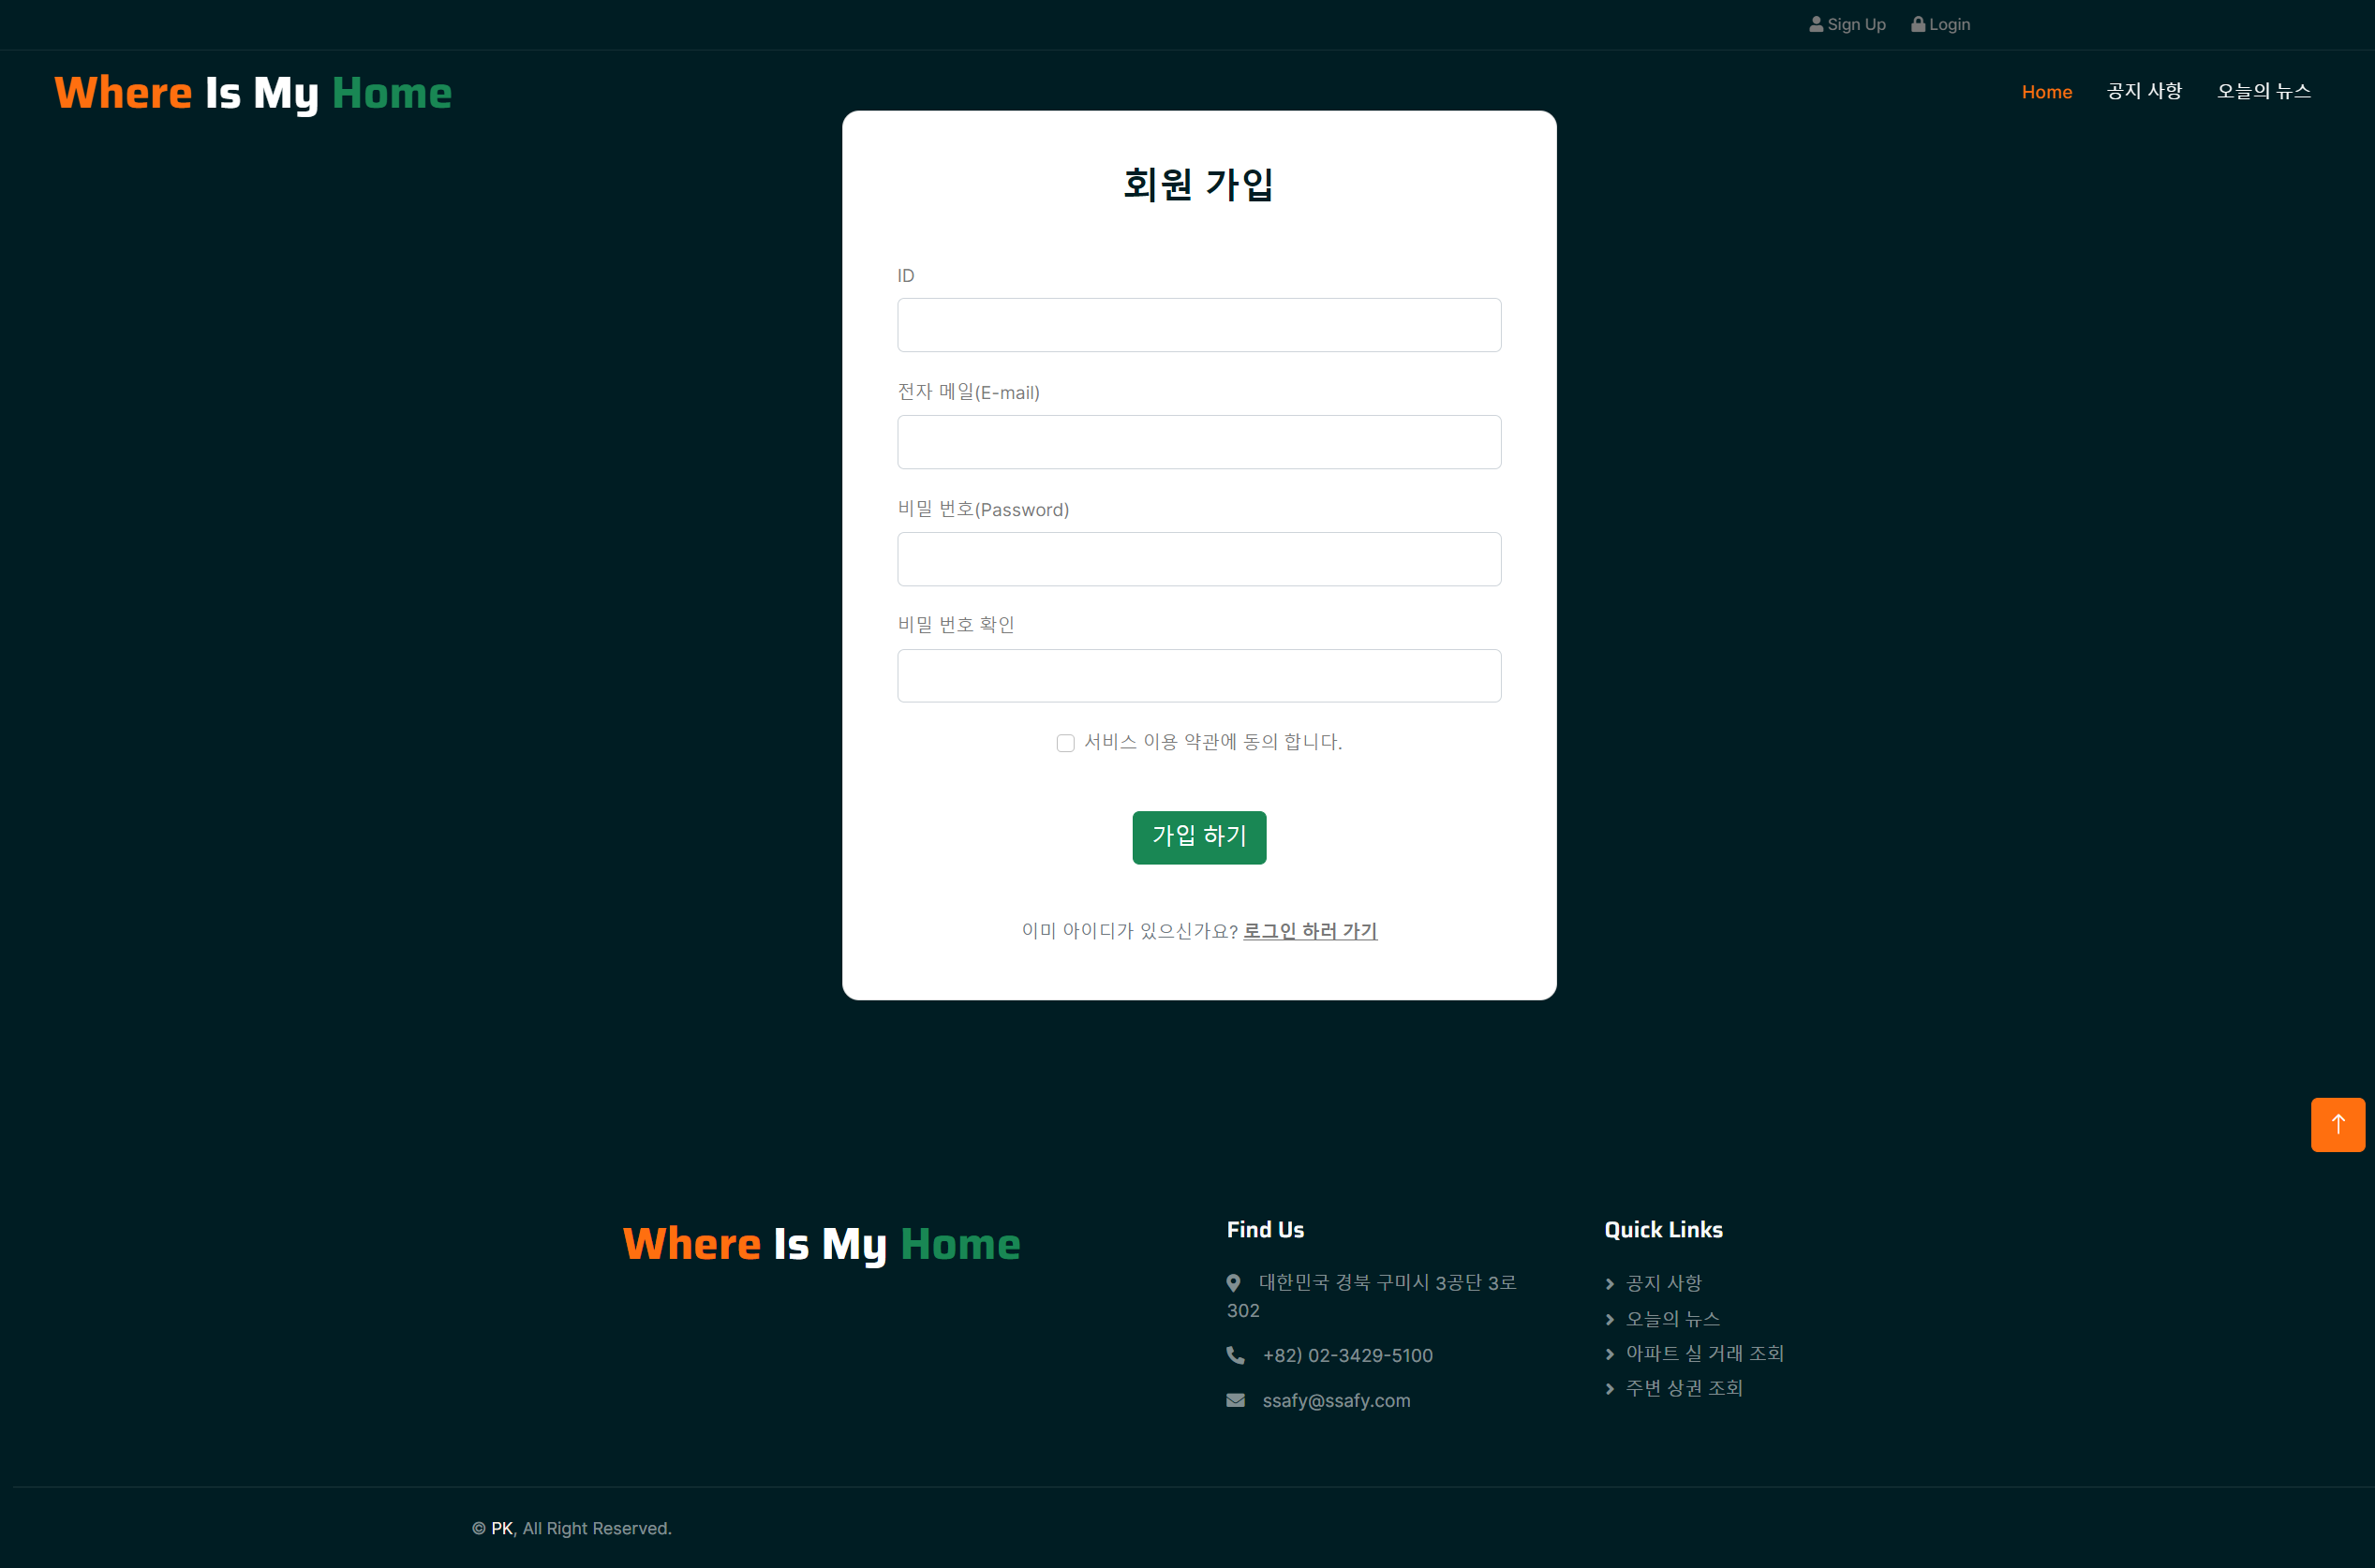 Sign Up Login
Where Is My Home
Home 공지 사항 오늘의 뉴스
회원 가입
ID
전자 메일(E-mail)
비밀 번호(Password)
비밀 번호 확인
서비스 이용 약관에 동의 합니다.
가입 하기
이미 아이디가 있으신가요? 로그인 하러 가기
Where Is My Home
Find Us
대한민국 경북 구미시 3공단 3로
302
+82) 02-3429-5100
ssafy@ssafy.com
Quick Links
공지 사항
오늘의 뉴스
아파트 실 거래 조회
주변 상권 조회
© PK, All Right Reserved.